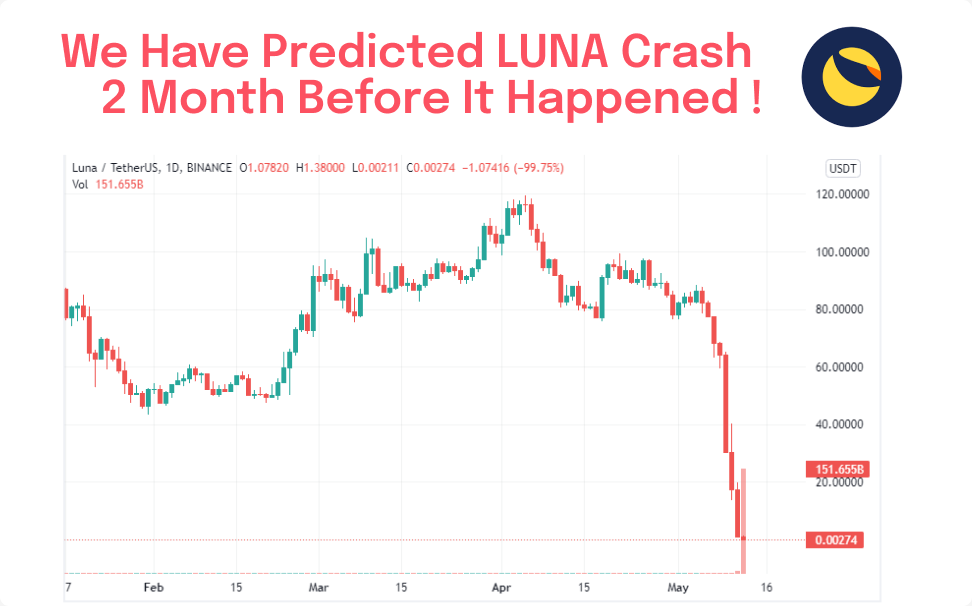 We Have Predicted LUNA Crash
2 Month Before It Happened !
Luna / TetherUS, 1D, BINANCE O1.07820 H1.38000 L0.00211 C0.00274 −1.07416 (−99.75%)
Vol 151.655B
USDT
120.00000
100.00000
80.00000
60.00000
40.00000
151.655B
20.00000
0.00274
7 Feb 15 Mar 15 Apr 15 May 16